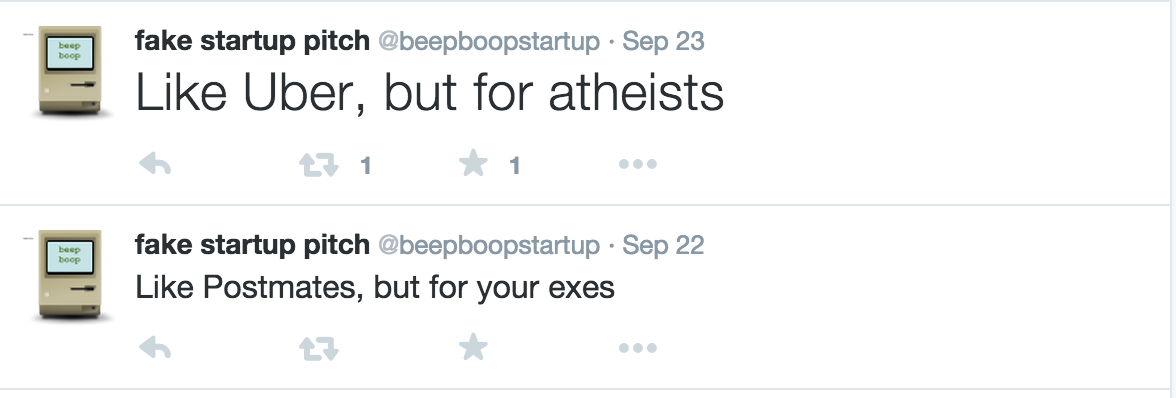 beep
boop
fake startup pitch @beepboopstartup · Sep 23
Like Uber, but for atheists
1 1
beep
boop
fake startup pitch @beepboopstartup · Sep 22
Like Postmates, but for your exes